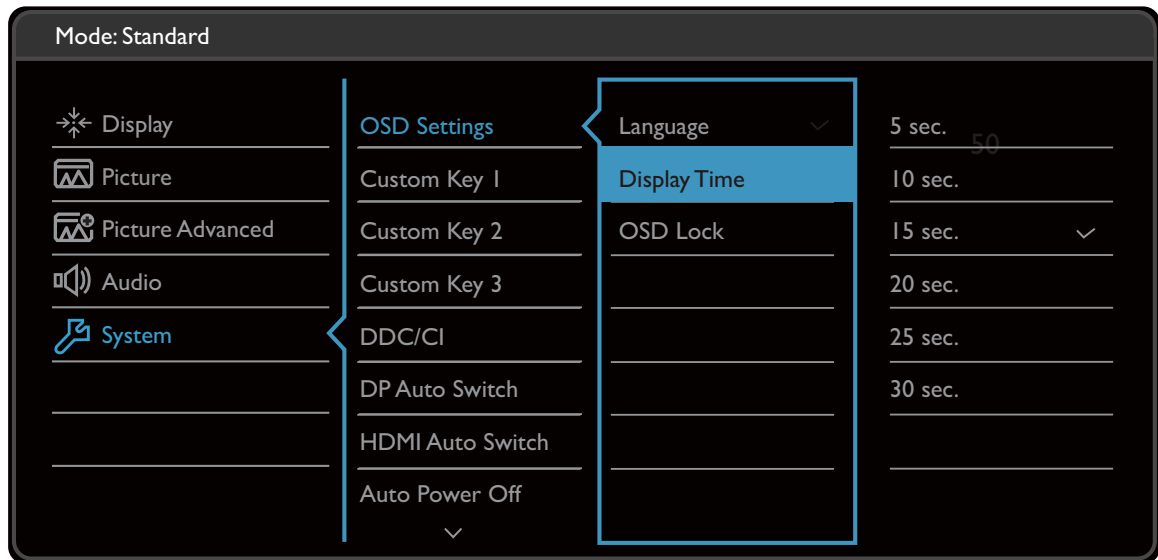 Mode: Standard
Display
Picture
Picture Advanced
Audio
System
OSD Settings
Custom Key 1
Custom Key 2
Custom Key 3
DDC/CI
DP Auto Switch
HDMI Auto Switch
Auto Power Off
Language
Display Time
OSD Lock
5 sec.
50
10 sec.
15 sec.
20 sec.
25 sec.
30 sec.